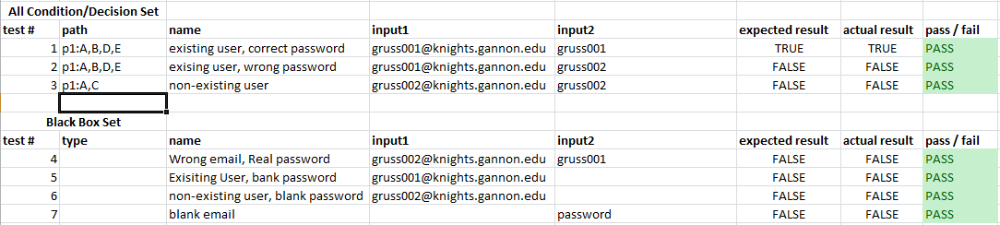 All Condition/Decision Set
test # path name input1 input2 expected result actual result pass / fail
1 p1:A,B,D,E existing user, correct password gruss001@knights.gannon.edu gruss001 TRUE TRUE PASS
2 p1:A,B,D,E exising user, wrong password gruss001@knights.gannon.edu gruss002 FALSE FALSE PASS
3 p1:A,C non-existing user gruss002@knights.gannon.edu gruss002 FALSE FALSE PASS
Black Box Set
test # type name input1 input2 expected result actual result pass / fail
4 Wrong email, Real password gruss002@knights.gannon.edu gruss001 FALSE FALSE PASS
5 Exisiting User, bank password gruss001@knights.gannon.edu FALSE FALSE PASS
6 non-existing user, blank password gruss002@knights.gannon.edu FALSE FALSE PASS
7 blank email password FALSE FALSE PASS